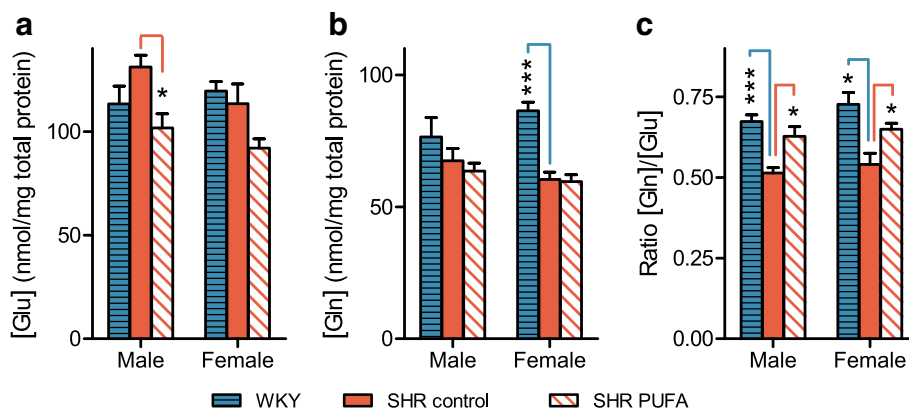 a
[Glu] (nmol/mg total protein)
100
50
0
*
Male
Female
b
[Gln] (nmol/mg total protein)
100
50
0
***
Male
Female
c
Ratio [Gln]/[Glu]
0.75
0.50
0.25
0.00
***
*
*
*
Male
Female
WKY
SHR control
SHR PUFA